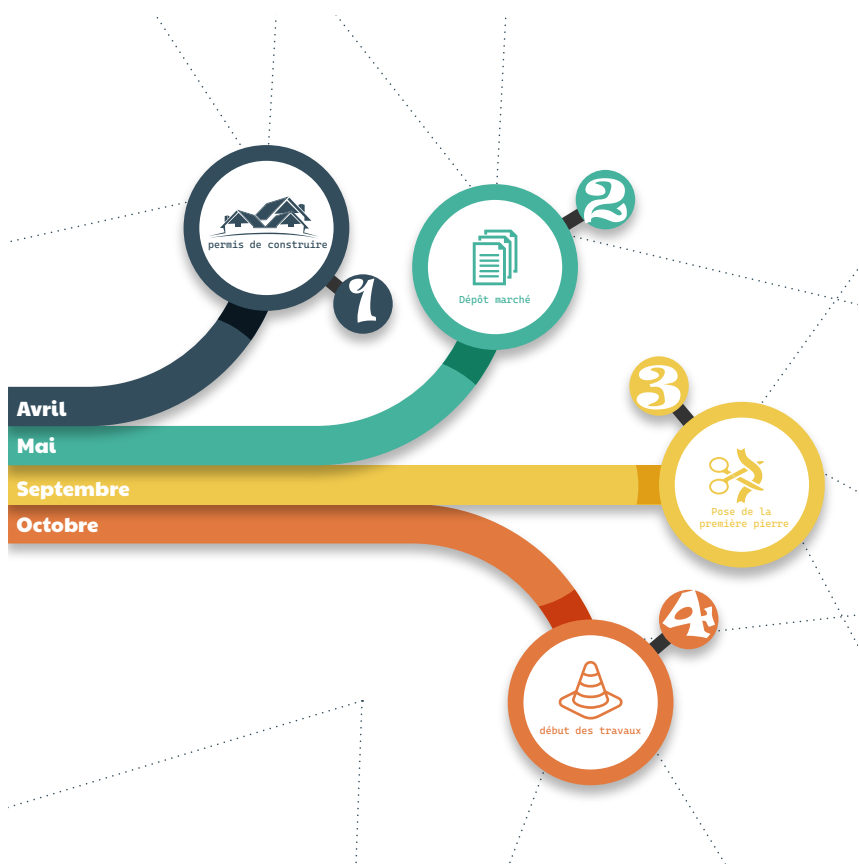 permis de construire
1
2
Dépôt marché
3
Avril
Mai
Septembre
Octobre
Pose de la
première pierre
4
début des travaux